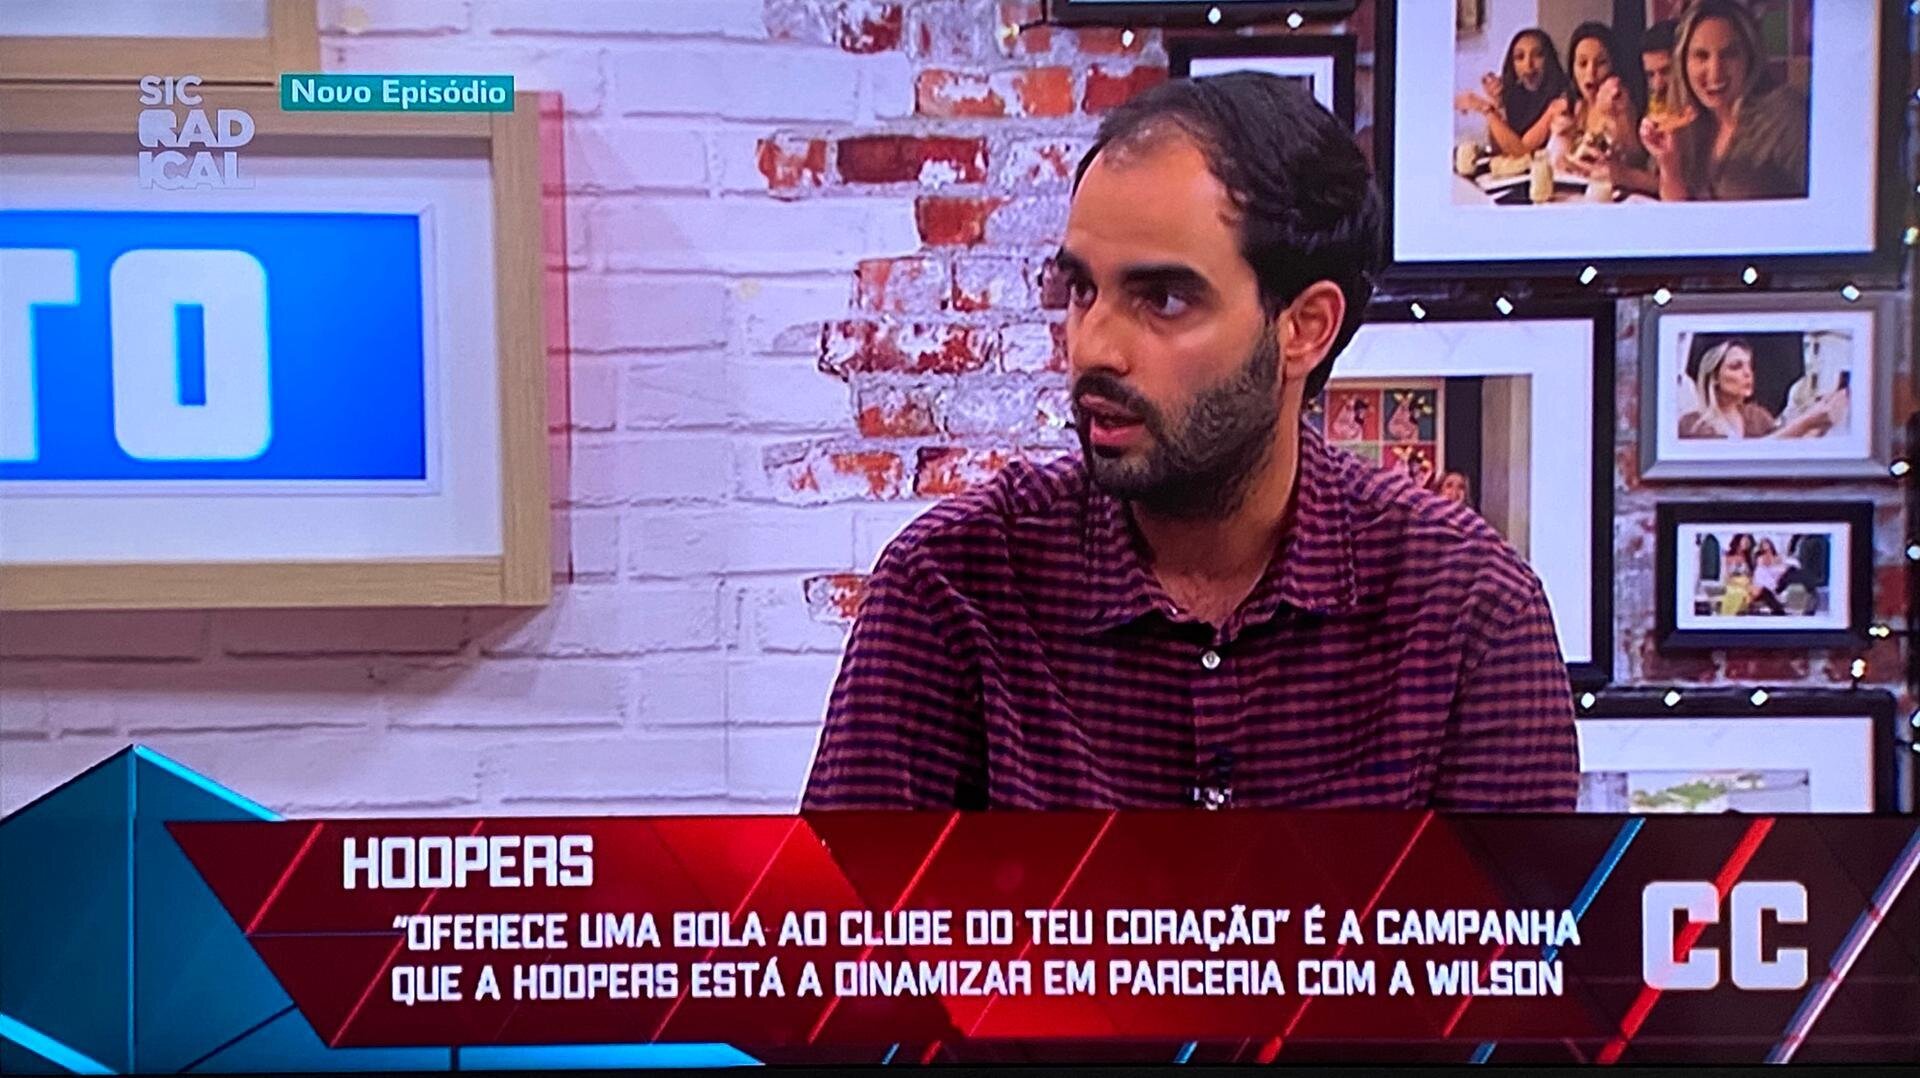 SIC
RAD
ICAL
Novo Episódio
TO
HOOPERS
"OFERECE UMA BOLA AO CLUBE DO TEU CORAÇÃO" É A CAMPANHA
QUE A HOOPERS ESTÁ A DINAMIZAR EM PARCERIA COM A WILSON
CC